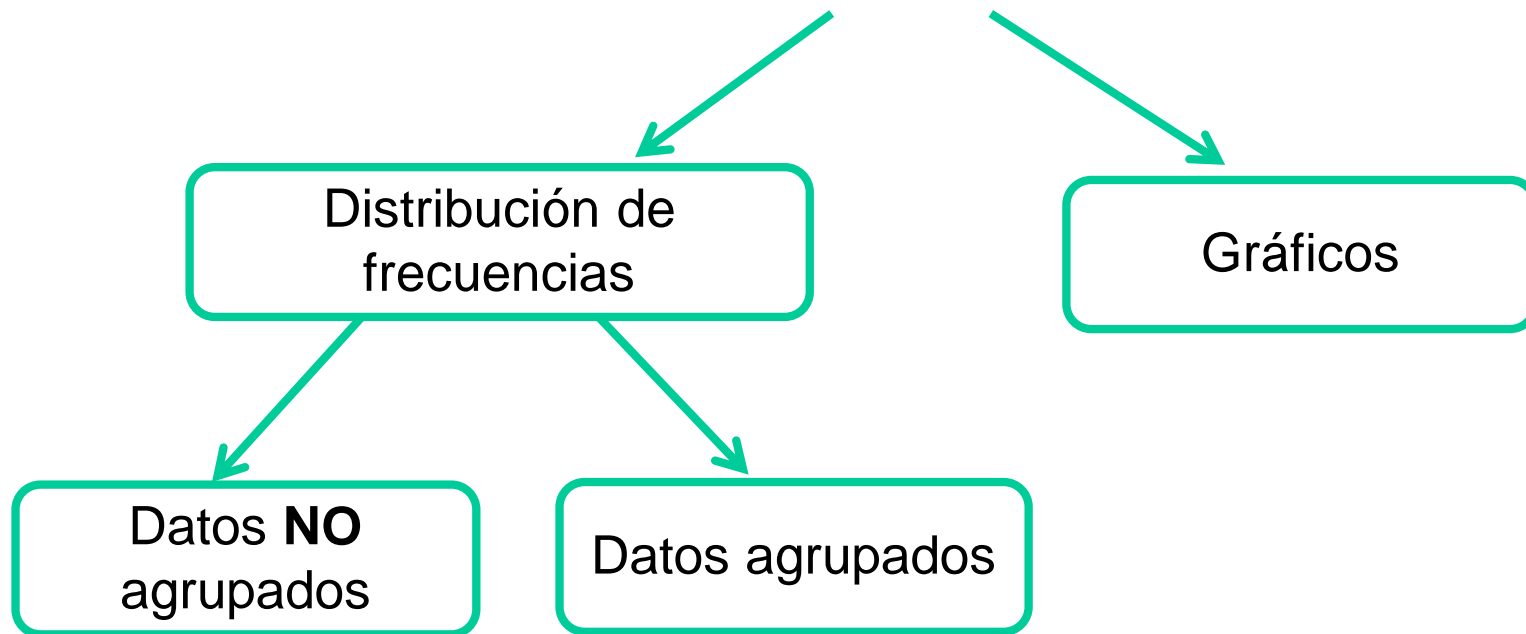 Distribución de
frecuencias
Gráficos
Datos NO
agrupados
Datos agrupados